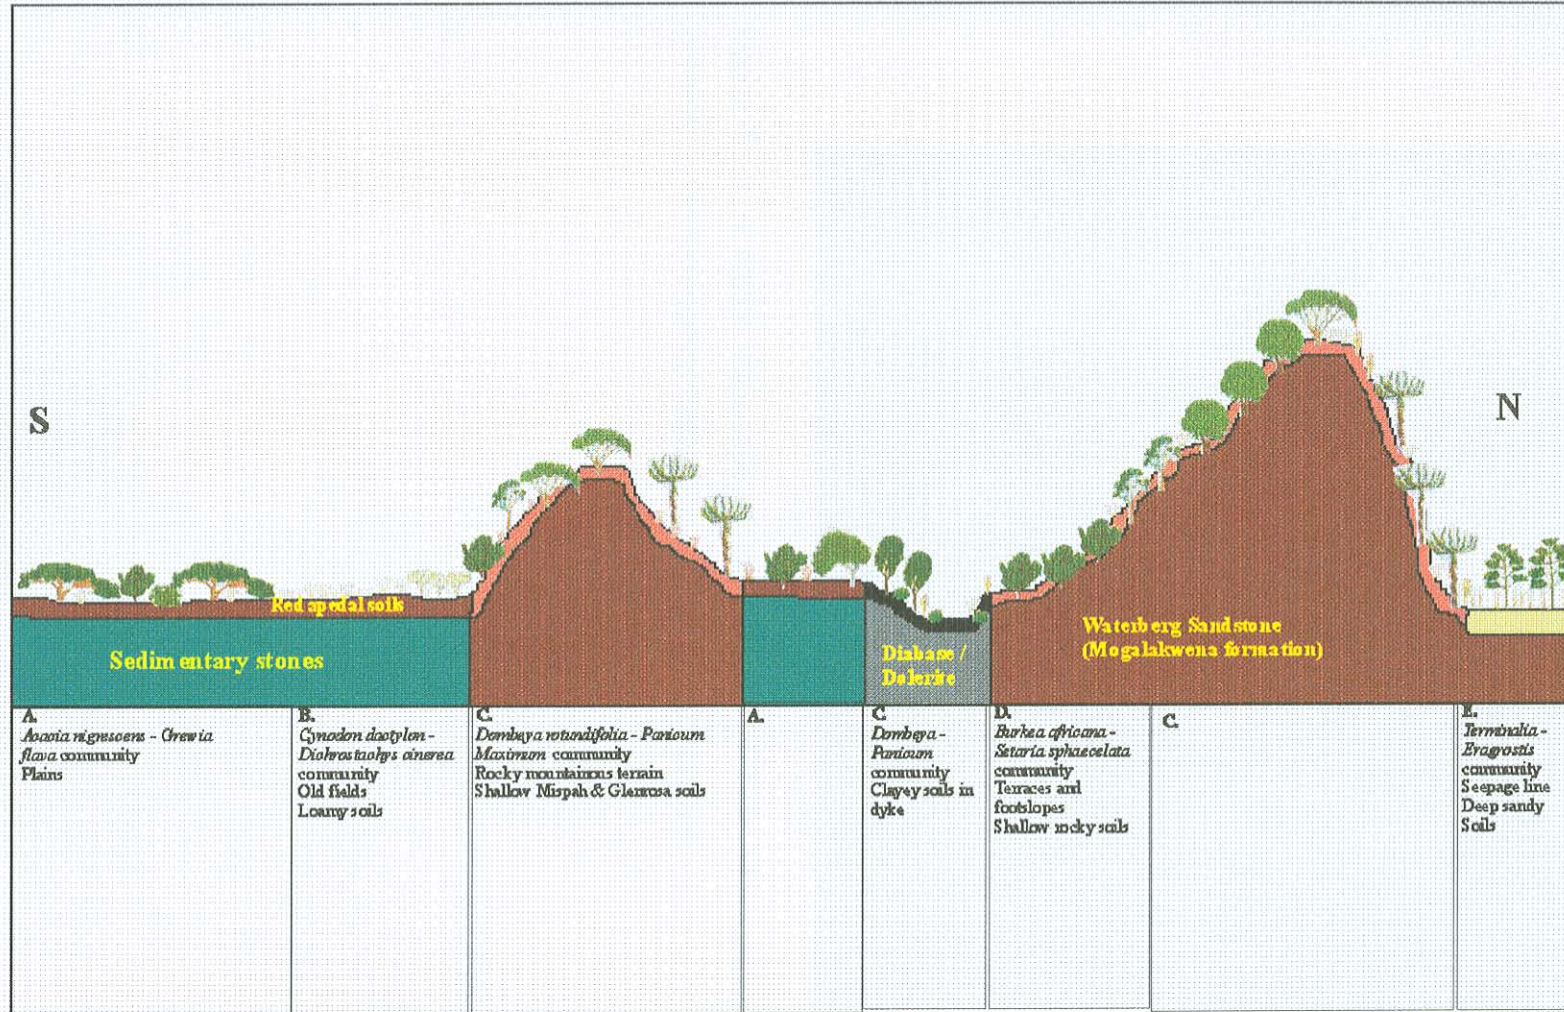 S
N
Red apedal soils
Sedimentary stones
Diabase /
Dolerite
Waterberg Sandstone
(Mogalakwena formation)
A.
Acacia nigrescens - Grewia
flava community
Plains
B.
Cynodon dactylon -
Dichrostachys cinerea
community
Old fields
Loamy soils
C.
Dombeya rotundifolia - Panicum
Maximum community
Rocky mountainous terrain
Shallow Mispah & Glenrosa soils
A.
C.
Dombeya -
Panicum
community
Clayey soils in
dyke
D.
Burkea africana -
Setaria sphacelata
community
Terraces and
footslopes
Shallow rocky soils
C.
E.
Terminalia -
Eragrostis
community
Seepage line
Deep sandy
Soils